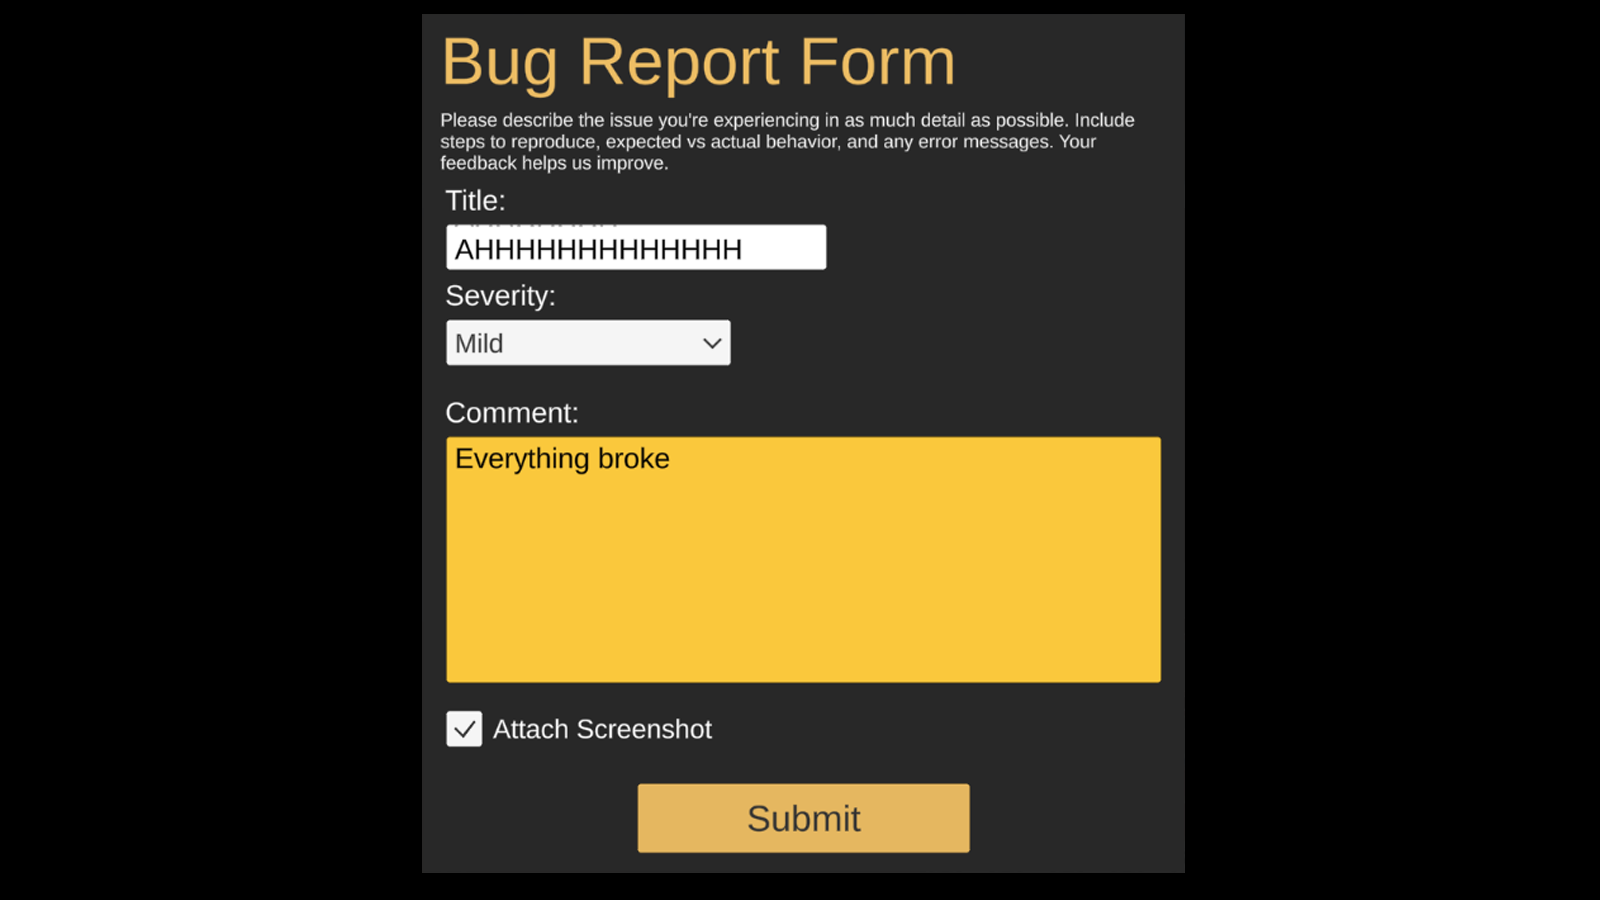 Bug Report Form
Please describe the issue you're experiencing in as much detail as possible. Include
steps to reproduce, expected vs actual behavior, and any error messages. Your
feedback helps us improve.
Title:
AHHHHHHHHHHHHH
Severity:
Mild
Comment:
Everything broke
Attach Screenshot
Submit